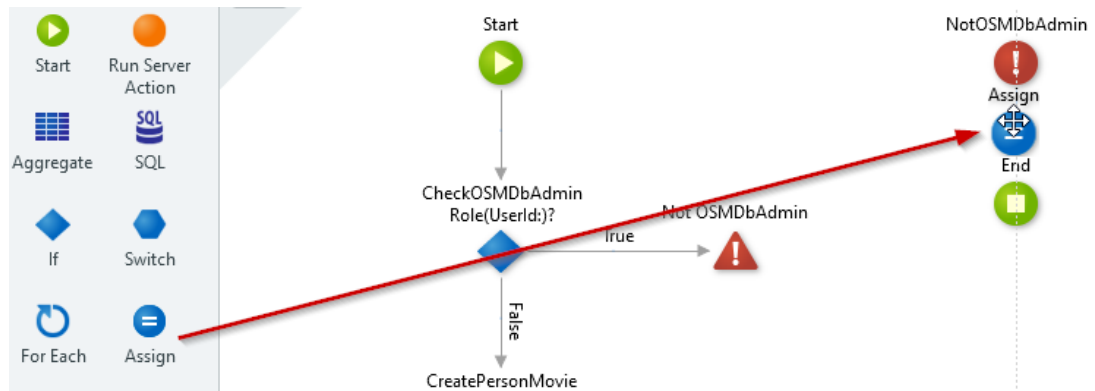 Start
Run Server
Action
Aggregate
SQL
SQL
If
Switch
For Each
Assign
Start
CheckOSMDbAdmin
Role(UserId:)?
True
Not OSMDbAdmin
False
CreatePersonMovie
NotOSMDbAdmin
Assign
End